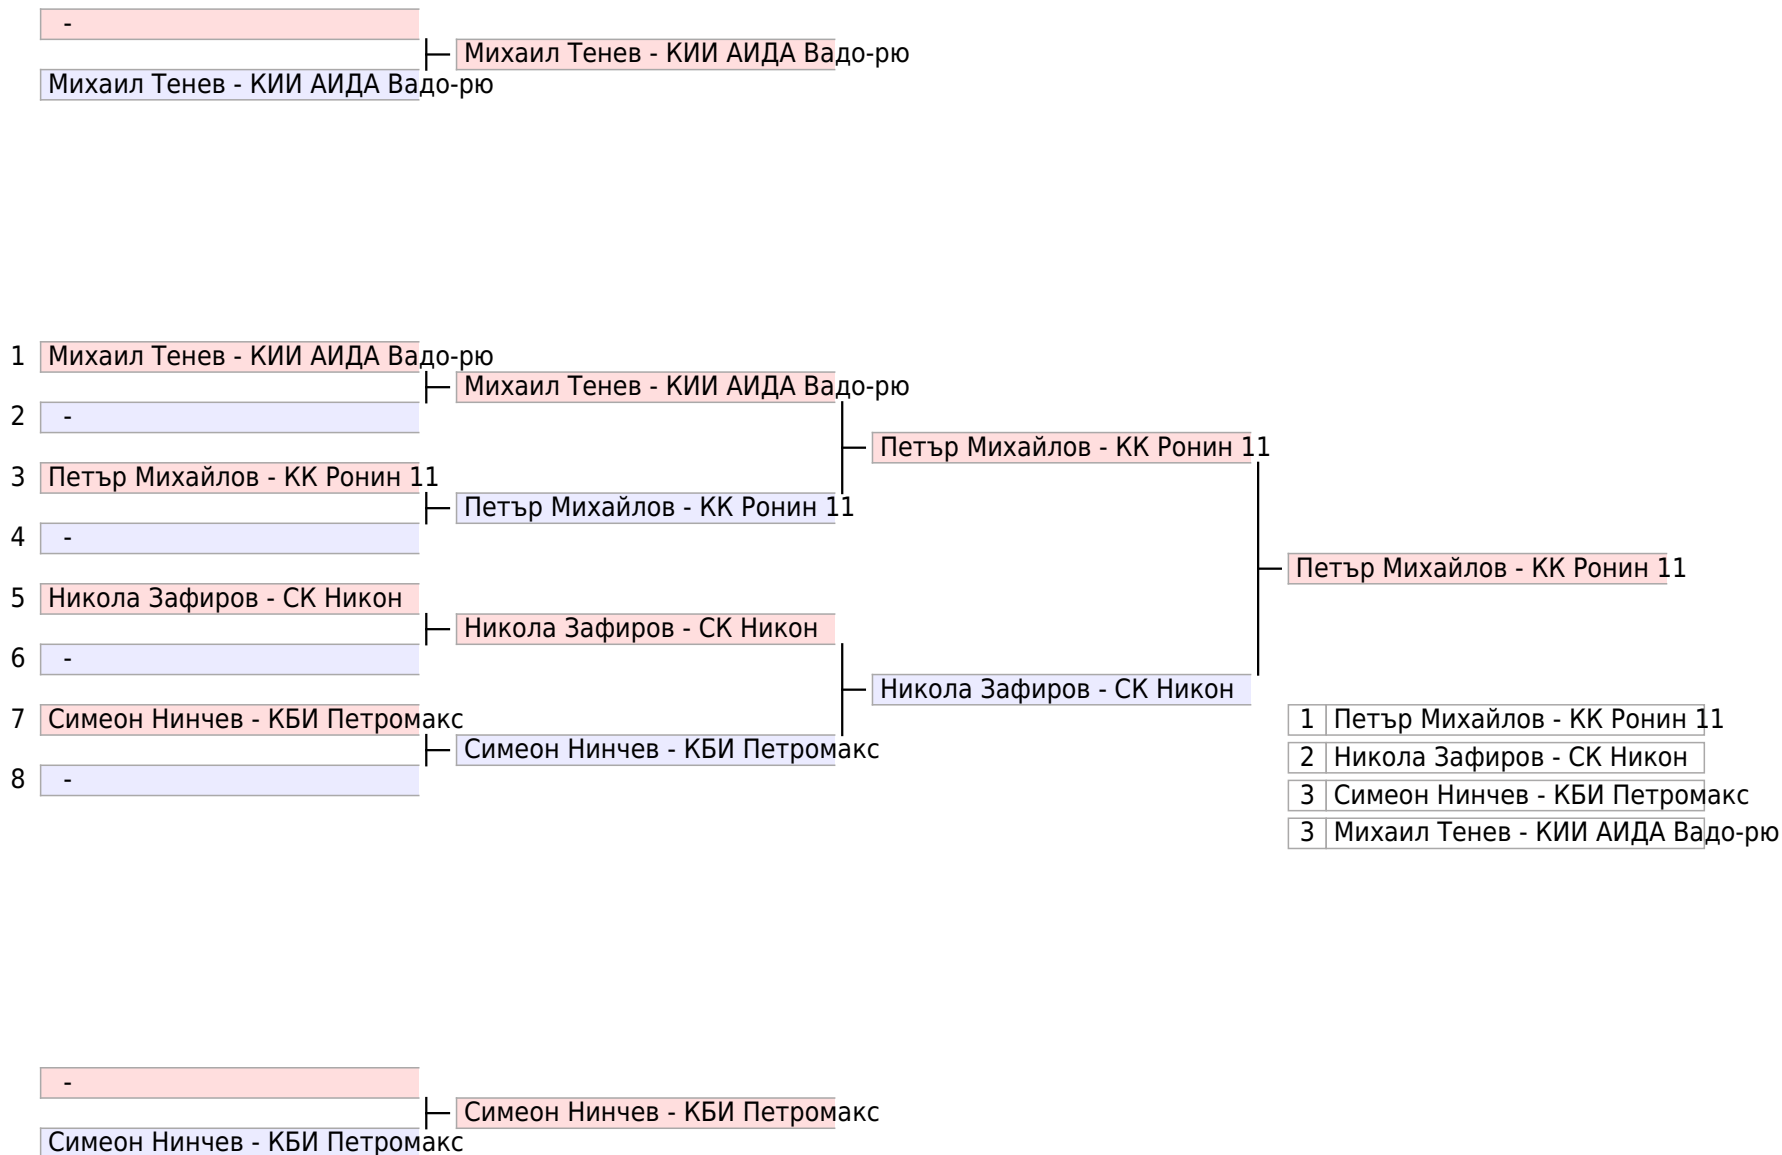 -
Михаил Тенев - КИИ АИДА Вадо-рю
Михаил Тенев - КИИ АИДА Вадо-рю
1 Михаил Тенев - КИИ АИДА Вадо-рю
Михаил Тенев - КИИ АИДА Вадо-рю
2 -
Петър Михайлов - КК Ронин 11
3 Петър Михайлов - КК Ронин 11
Петър Михайлов - КК Ронин 11
4 -
Петър Михайлов - КК Ронин 11
5 Никола Зафиров - СК Никон
Никола Зафиров - СК Никон
6 -
Никола Зафиров - СК Никон
7 Симеон Нинчев - КБИ Петромакс
1 Петър Михайлов - КК Ронин 11
Симеон Нинчев - КБИ Петромакс
2 Никола Зафиров - СК Никон
8 -
3 Симеон Нинчев - КБИ Петромакс
3 Михаил Тенев - КИИ АИДА Вадо-рю
-
Симеон Нинчев - КБИ Петромакс
Симеон Нинчев - КБИ Петромакс